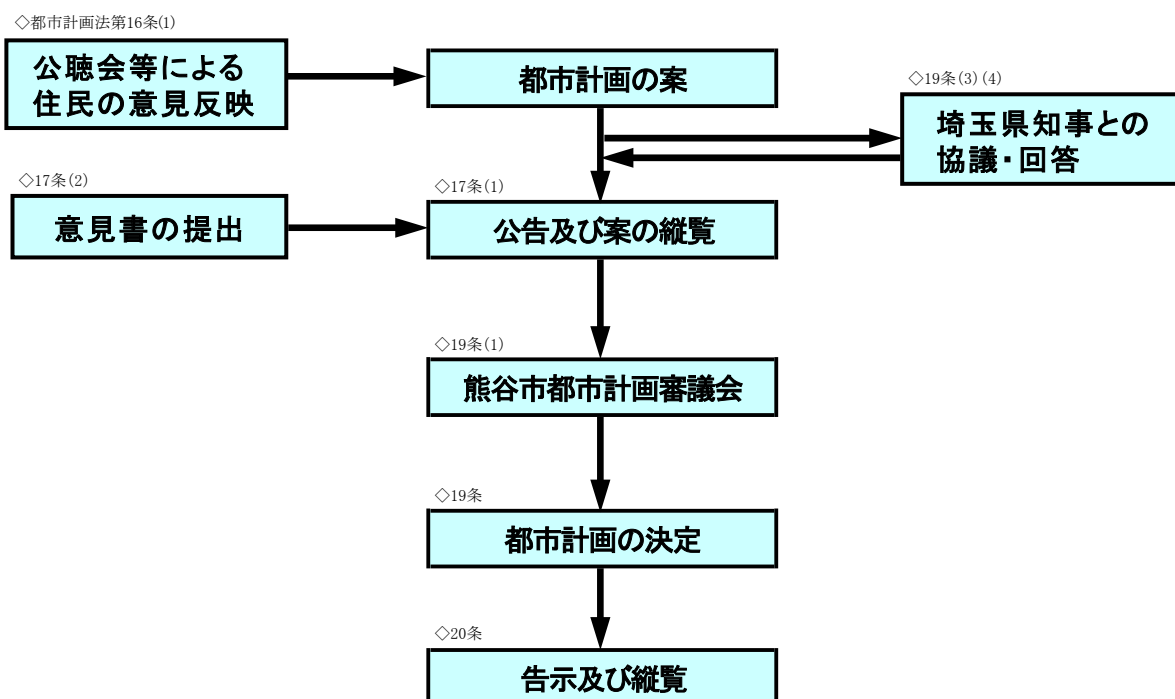 ◇都市計画法第16条(1)
公聴会等による
住民の意見反映
都市計画の案
◇19条(3)(4)
埼玉県知事との
協議・回答
◇17条(2)
意見書の提出
◇17条(1)
公告及び案の縦覧
◇19条(1)
熊谷市都市計画審議会
◇19条
都市計画の決定
◇20条
告示及び縦覧